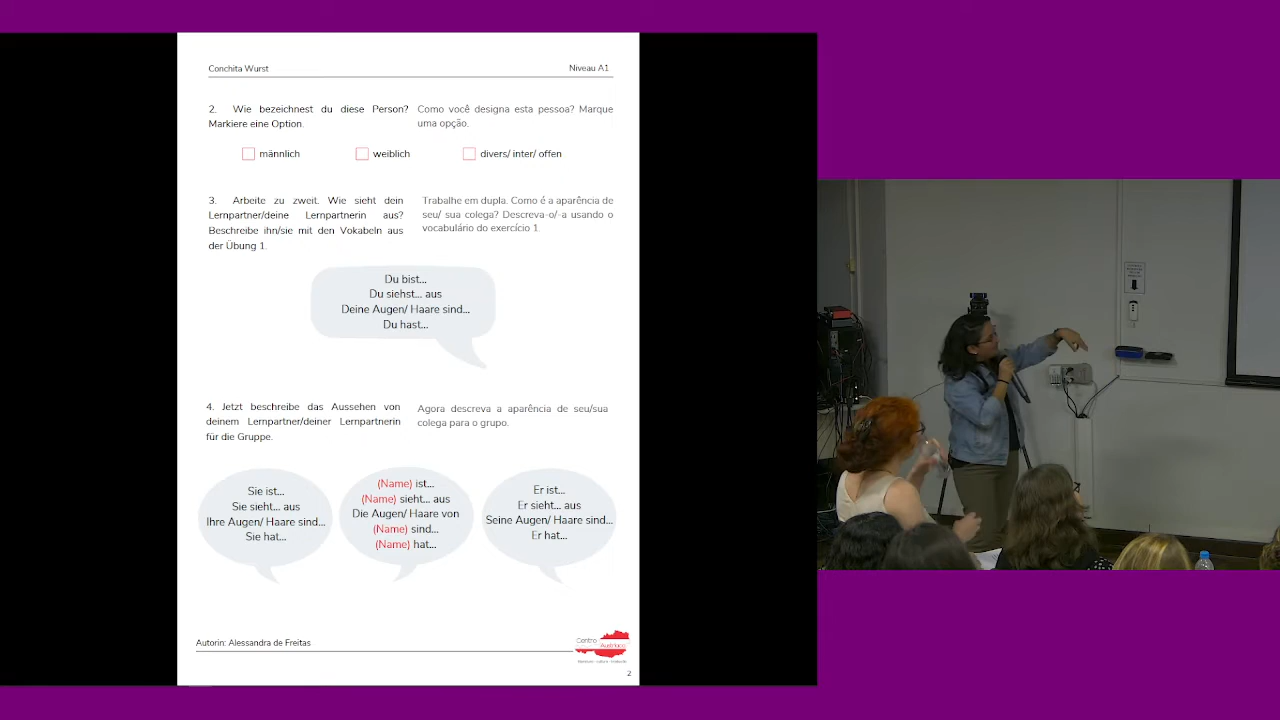 Conchita Wurst
Niveau A1
2. Wie bezeichnest du diese Person?
Markiere eine Option.
Como você designa esta pessoa? Marque
uma opção.
männlich
weiblich
divers/ inter/ offen
3. Arbeite zu zweit. Wie sieht dein
Lernpartner/deine Lernpartnerin aus?
Beschreibe ihn/sie mit den Vokabeln aus
der Übung 1.
Trabalhe em dupla. Como é a aparência de
seu/ sua colega? Descreva-o/-a usando o
vocabulário do exercício 1.
Du bist...
Du siehst... aus
Deine Augen/ Haare sind...
Du hast...
4. Jetzt beschreibe das Aussehen von
deinem Lernpartner/deiner Lernpartnerin
für die Gruppe.
Agora descreva a aparência de seu/sua
colega para o grupo.
Sie ist...
Sie sieht... aus
Ihre Augen/ Haare sind...
Sie hat...
(Name) ist...
(Name) sieht... aus
Die Augen/ Haare von
(Name) sind...
(Name) hat...
Er ist...
Er sieht... aus
Seine Augen/ Haare sind...
Er hat...
Autorin: Alessandra de Freitas
Centro
Austríaco
2